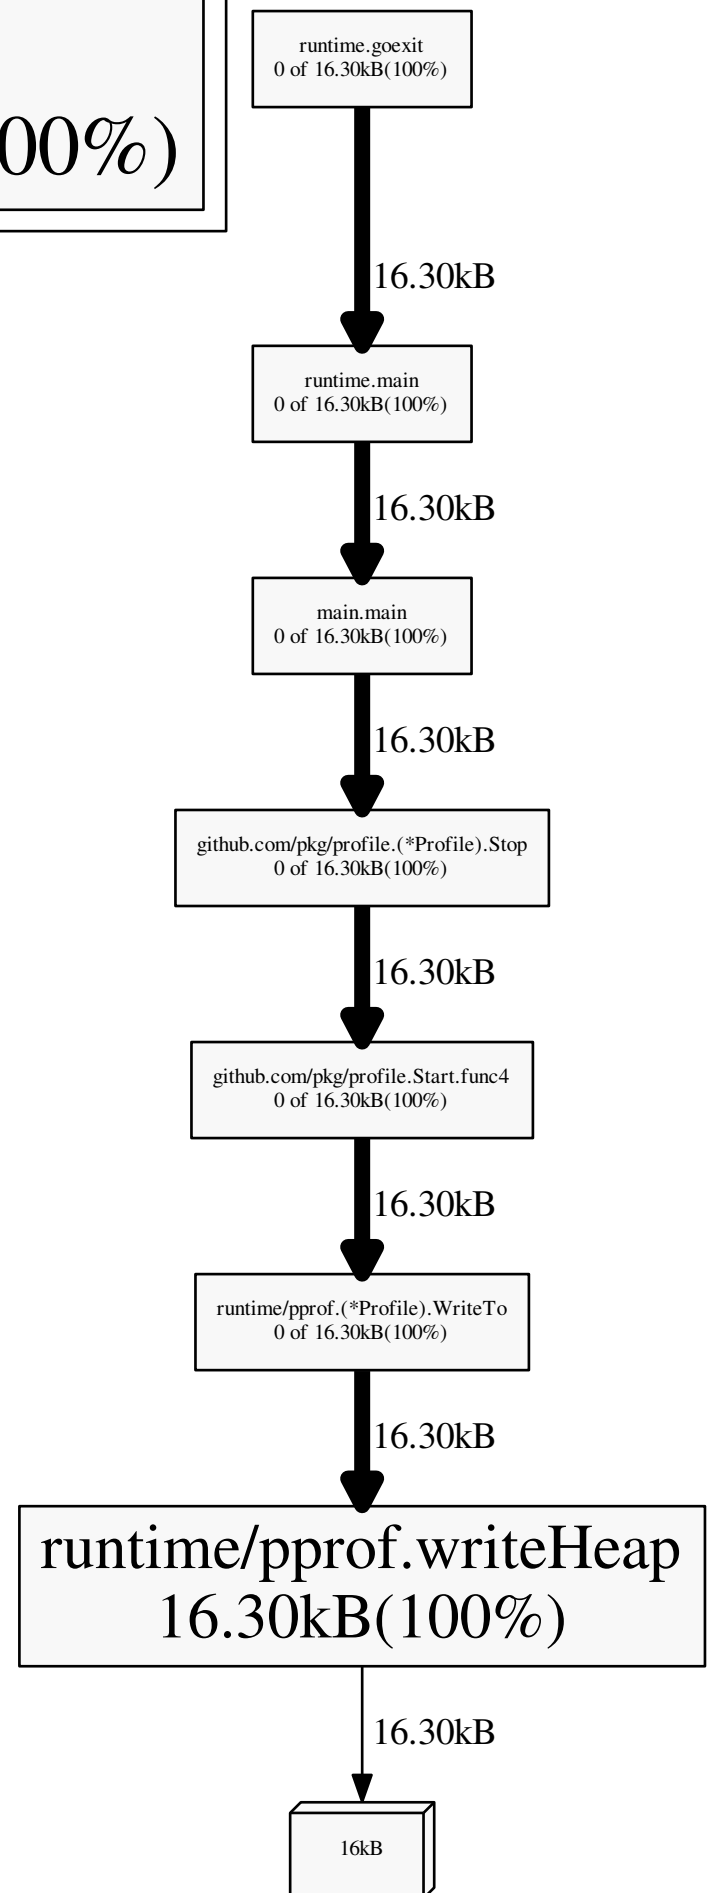 runtime.goexit
0 of 16.30kB(100%)
00%)
16.30kB
runtime.main
0 of 16.30kB(100%)
16.30kB
main.main
0 of 16.30kB(100%)
16.30kB
github.com/pkg/profile.(*Profile).Stop
0 of 16.30kB(100%)
16.30kB
github.com/pkg/profile.Start.func4
0 of 16.30kB(100%)
16.30kB
runtime/pprof.(*Profile).WriteTo
0 of 16.30kB(100%)
16.30kB
runtime/pprof.writeHeap
16.30kB(100%)
16.30kB
16kB